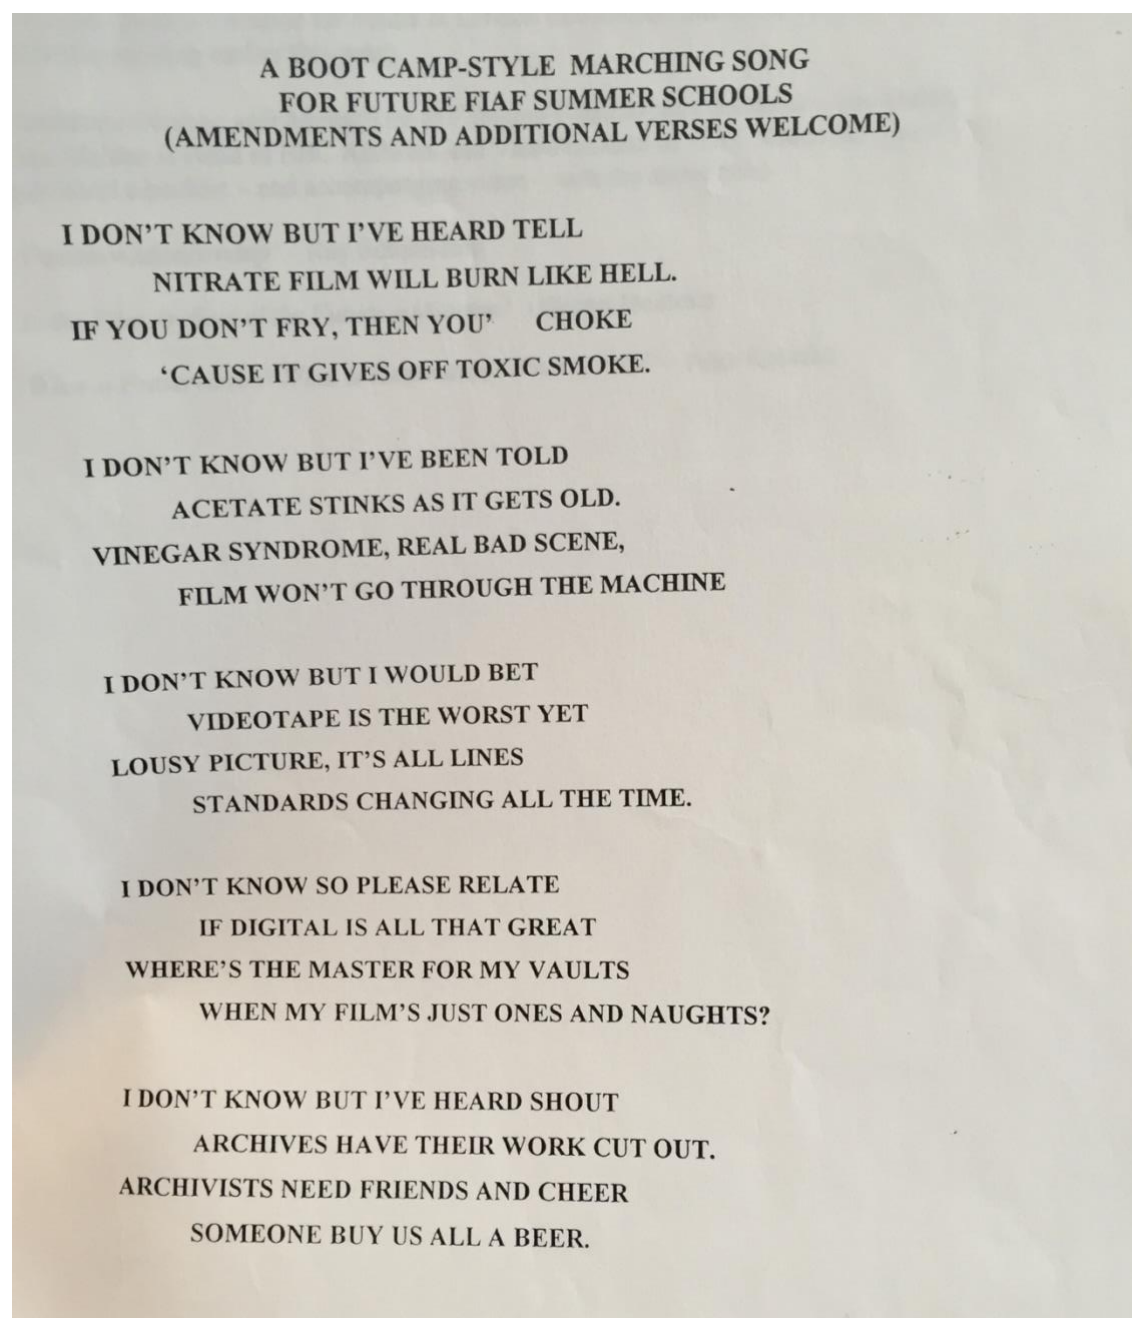 A BOOT CAMP-STYLE MARCHING SONG
FOR FUTURE FIAF SUMMER SCHOOLS
(AMENDMENTS AND ADDITIONAL VERSES WELCOME)
I DON'T KNOW BUT I'VE HEARD TELL
NITRATE FILM WILL BURN LIKE HELL.
IF YOU DON'T FRY, THEN YOU' CHOKE
‘CAUSE IT GIVES OFF TOXIC SMOKE.
I DON'T KNOW BUT I'VE BEEN TOLD
ACETATE STINKS AS IT GETS OLD.
VINEGAR SYNDROME, REAL BAD SCENE,
FILM WON'T GO THROUGH THE MACHINE
I DON'T KNOW BUT I WOULD BET
VIDEOTAPE IS THE WORST YET
LOUSY PICTURE, IT'S ALL LINES
STANDARDS CHANGING ALL THE TIME.
I DON'T KNOW SO PLEASE RELATE
IF DIGITAL IS ALL THAT GREAT
WHERE'S THE MASTER FOR MY VAULTS
WHEN MY FILM'S JUST ONES AND NAUGHTS?
I DON'T KNOW BUT I'VE HEARD SHOUT
ARCHIVES HAVE THEIR WORK CUT OUT.
ARCHIVISTS NEED FRIENDS AND CHEER
SOMEONE BUY US ALL A BEER.